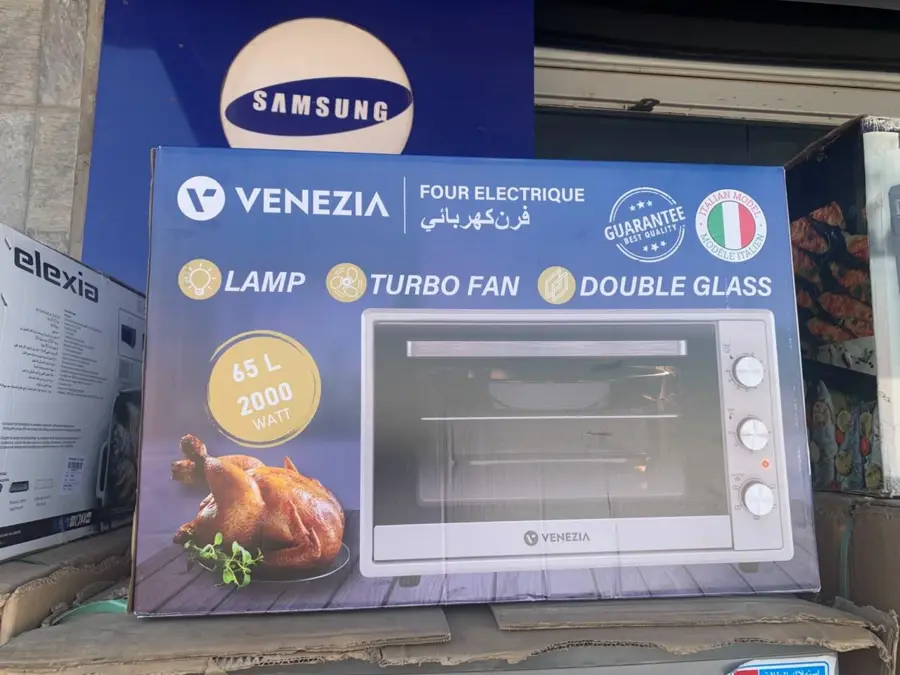 SAMSUNG
VENEZIA
FOUR ELECTRIQUE
فرن كهربائي
GUARANTEE
BEST QUALITY
ITALIAN MODEL
MODÈLE ITALIEN
LAMP
TURBO FAN
DOUBLE GLASS
65 L
2000
WATT
VENEZIA
elexia